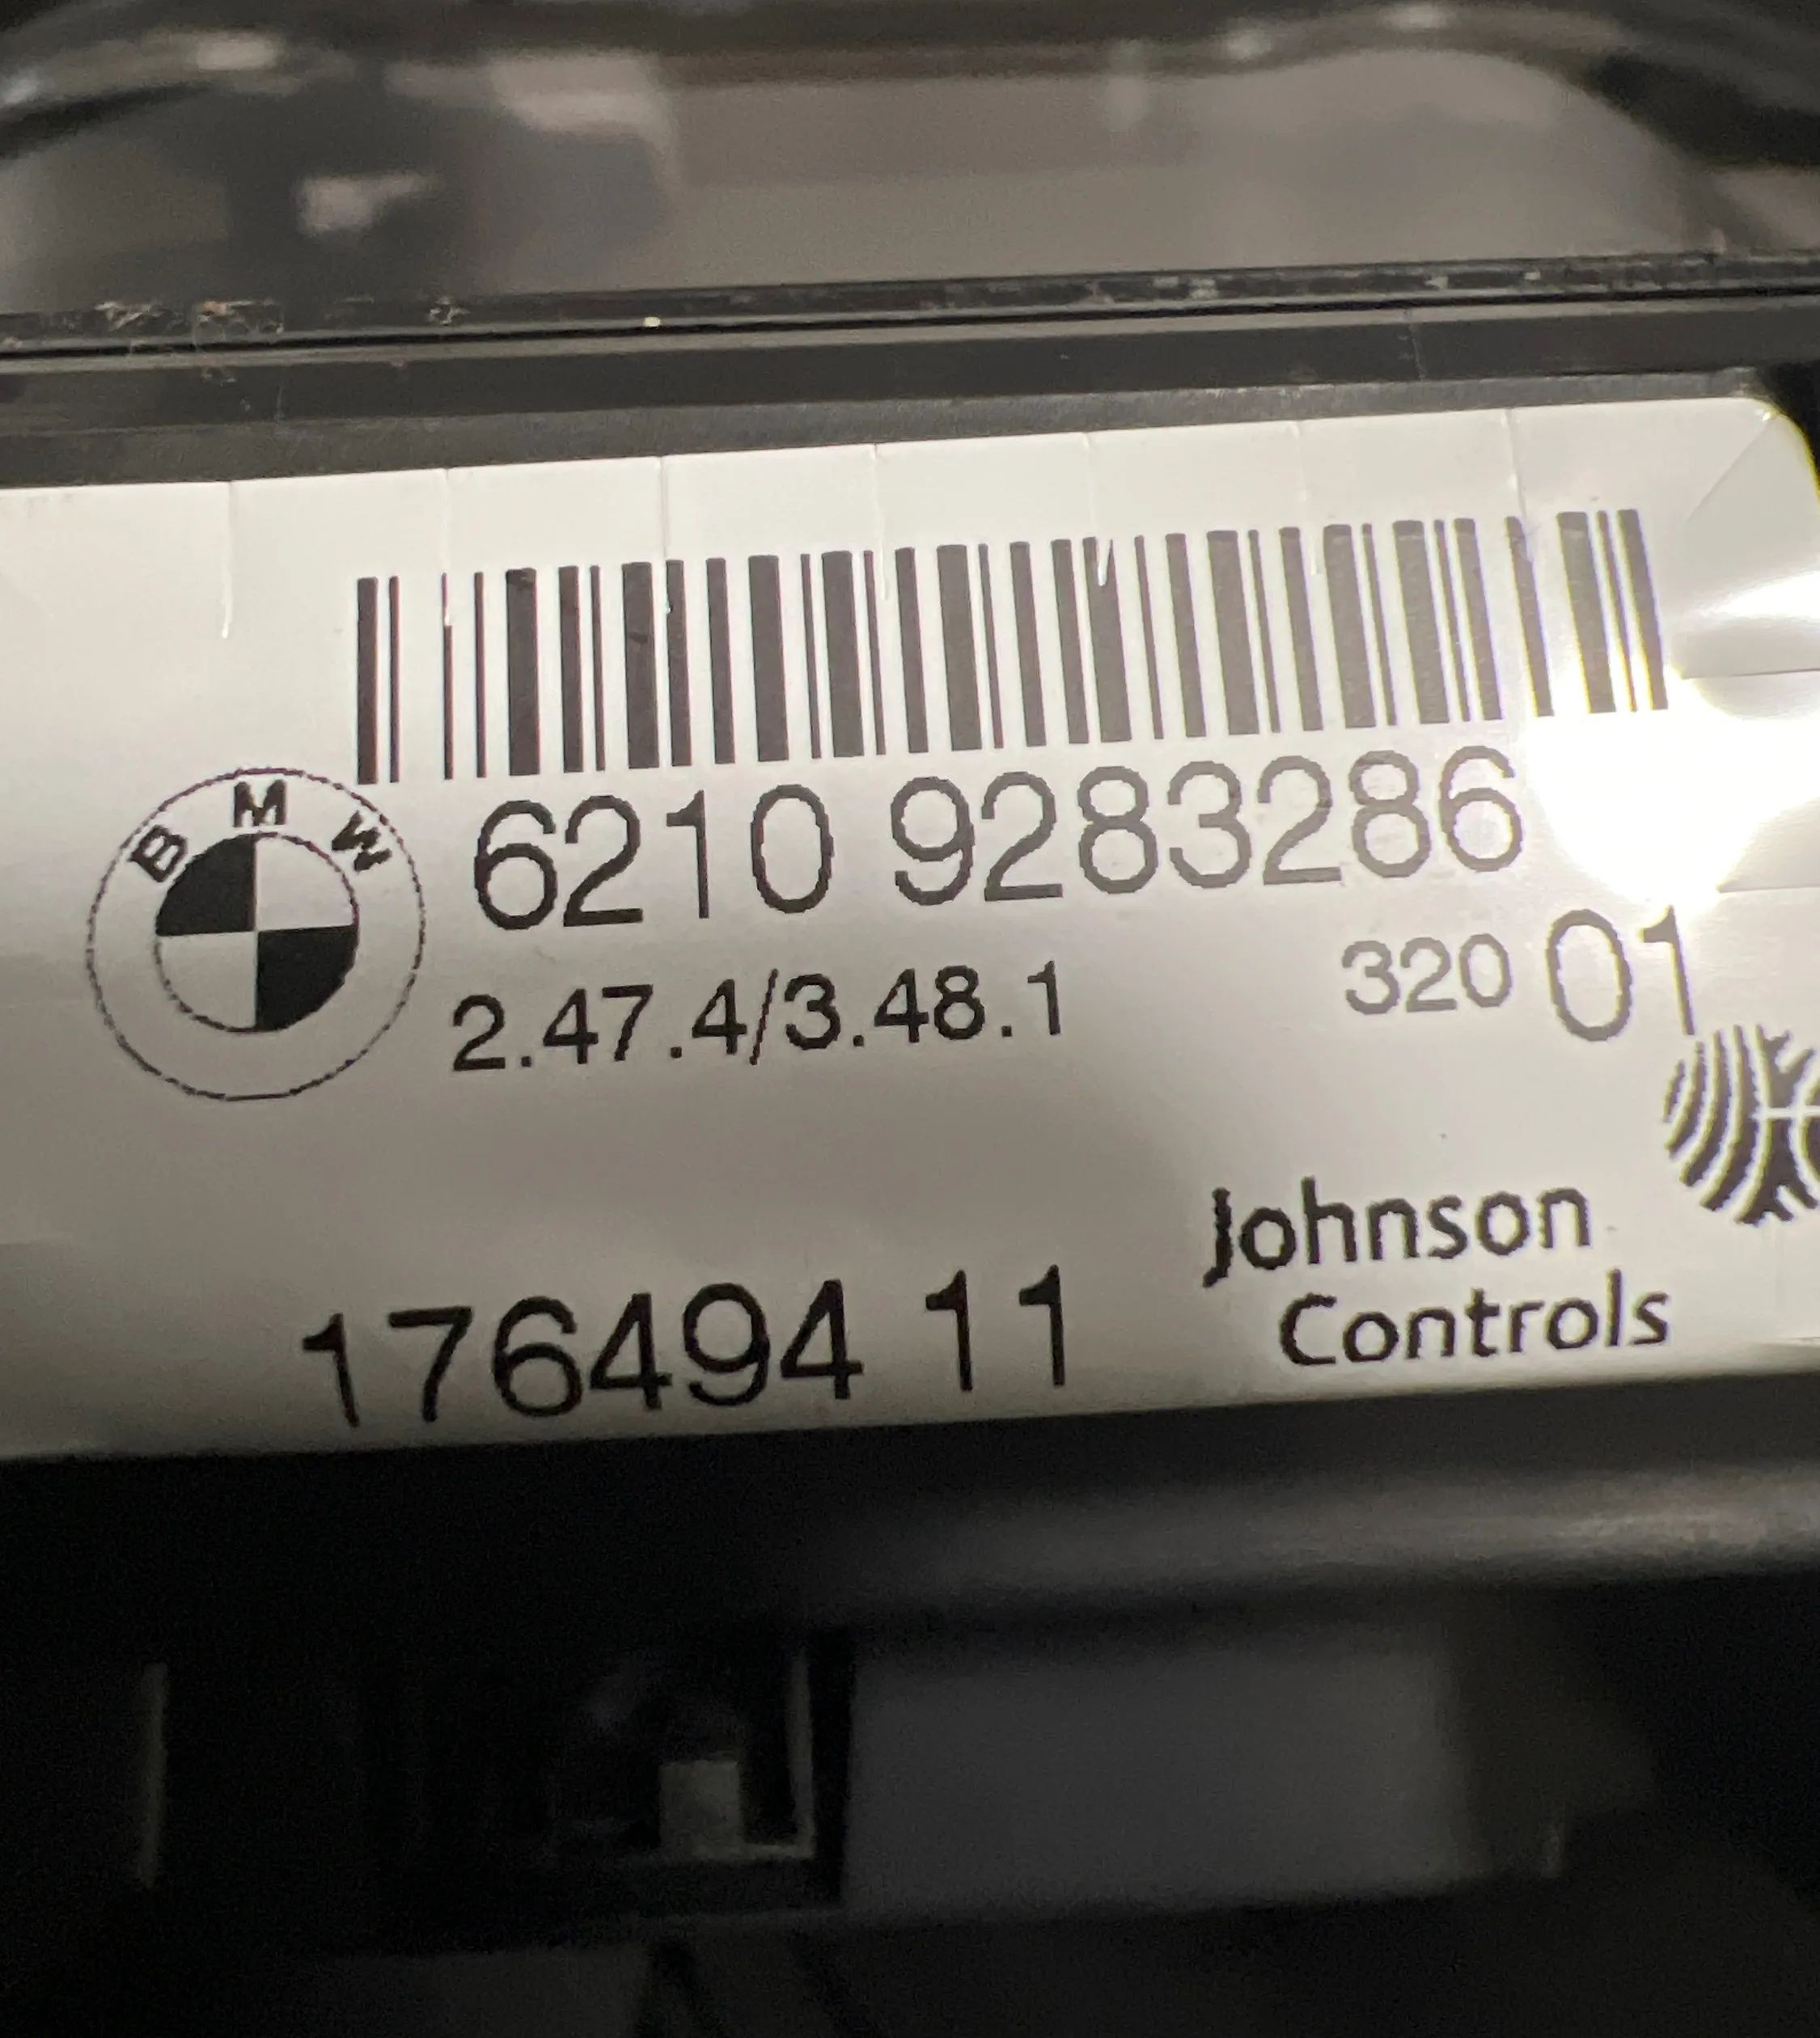 6210 9283286
BMW
2.47.4/3.48.1 320 01
Johnson
Controls
176494 11